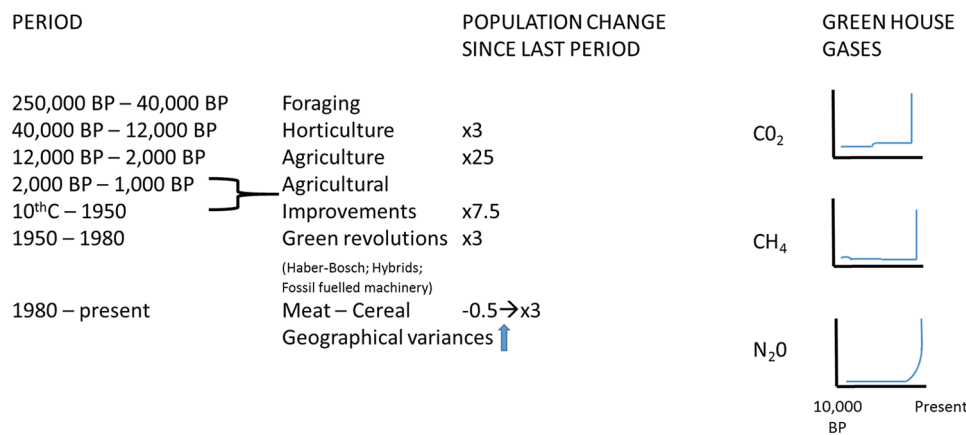 PERIOD POPULATION CHANGE GREEN HOUSE
SINCE LAST PERIOD GASES
250,000 BP – 40,000 BP Foraging
40,000 BP – 12,000 BP Horticulture x3
12,000 BP – 2,000 BP Agriculture x25
2,000 BP – 1,000 BP Agricultural
10thC – 1950 Improvements x7.5
1950 – 1980 Green revolutions x3
(Haber-Bosch; Hybrids;
Fossil fuelled machinery)
1980 – present Meat – Cereal -0.5→x3
Geographical variances
C0₂
CH₄
N₂0
10,000 Present
BP